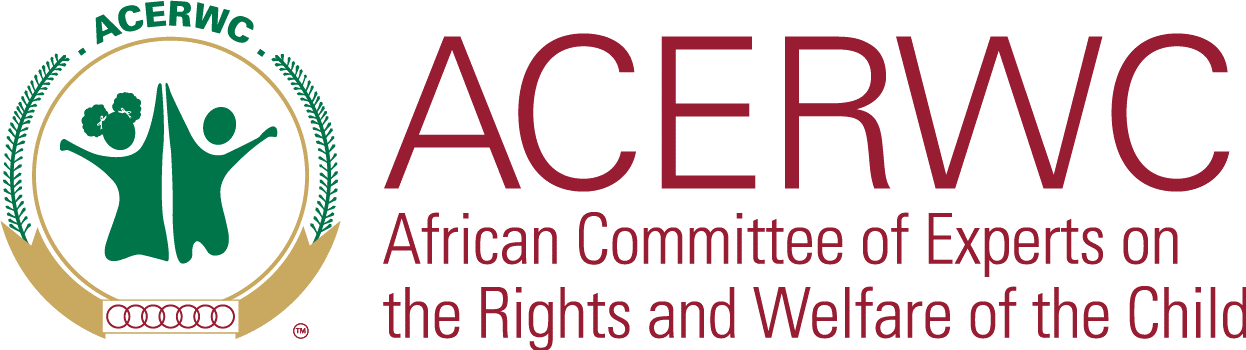 · ACERWC ·
ACERWC
African Committee of Experts on
the Rights and Welfare of the Child
TM